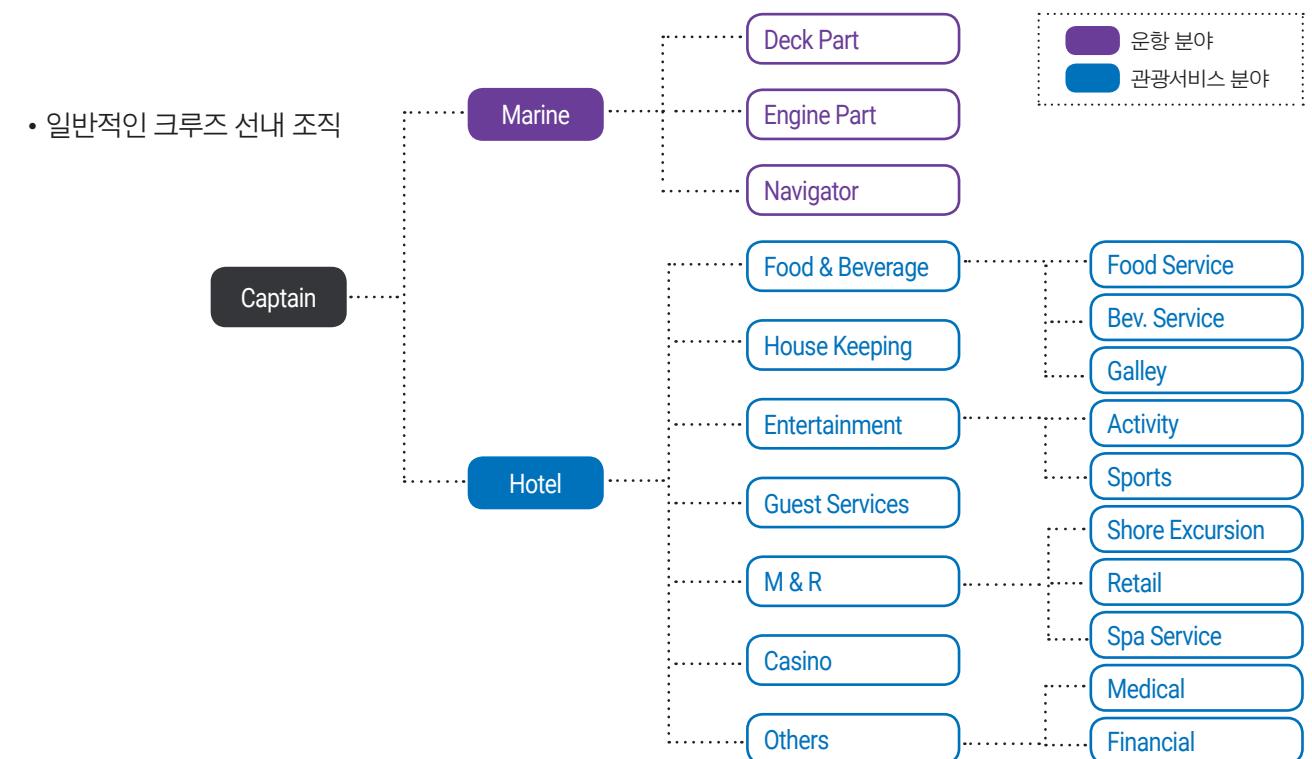 • 일반적인 크루즈 선내 조직
Captain
Marine
Deck Part
Engine Part
Navigator
운항 분야
관광서비스 분야
Hotel
Food & Beverage
Food Service
Bev. Service
Galley
House Keeping
Entertainment
Activity
Sports
Guest Services
M & R
Shore Excursion
Retail
Spa Service
Casino
Others
Medical
Financial